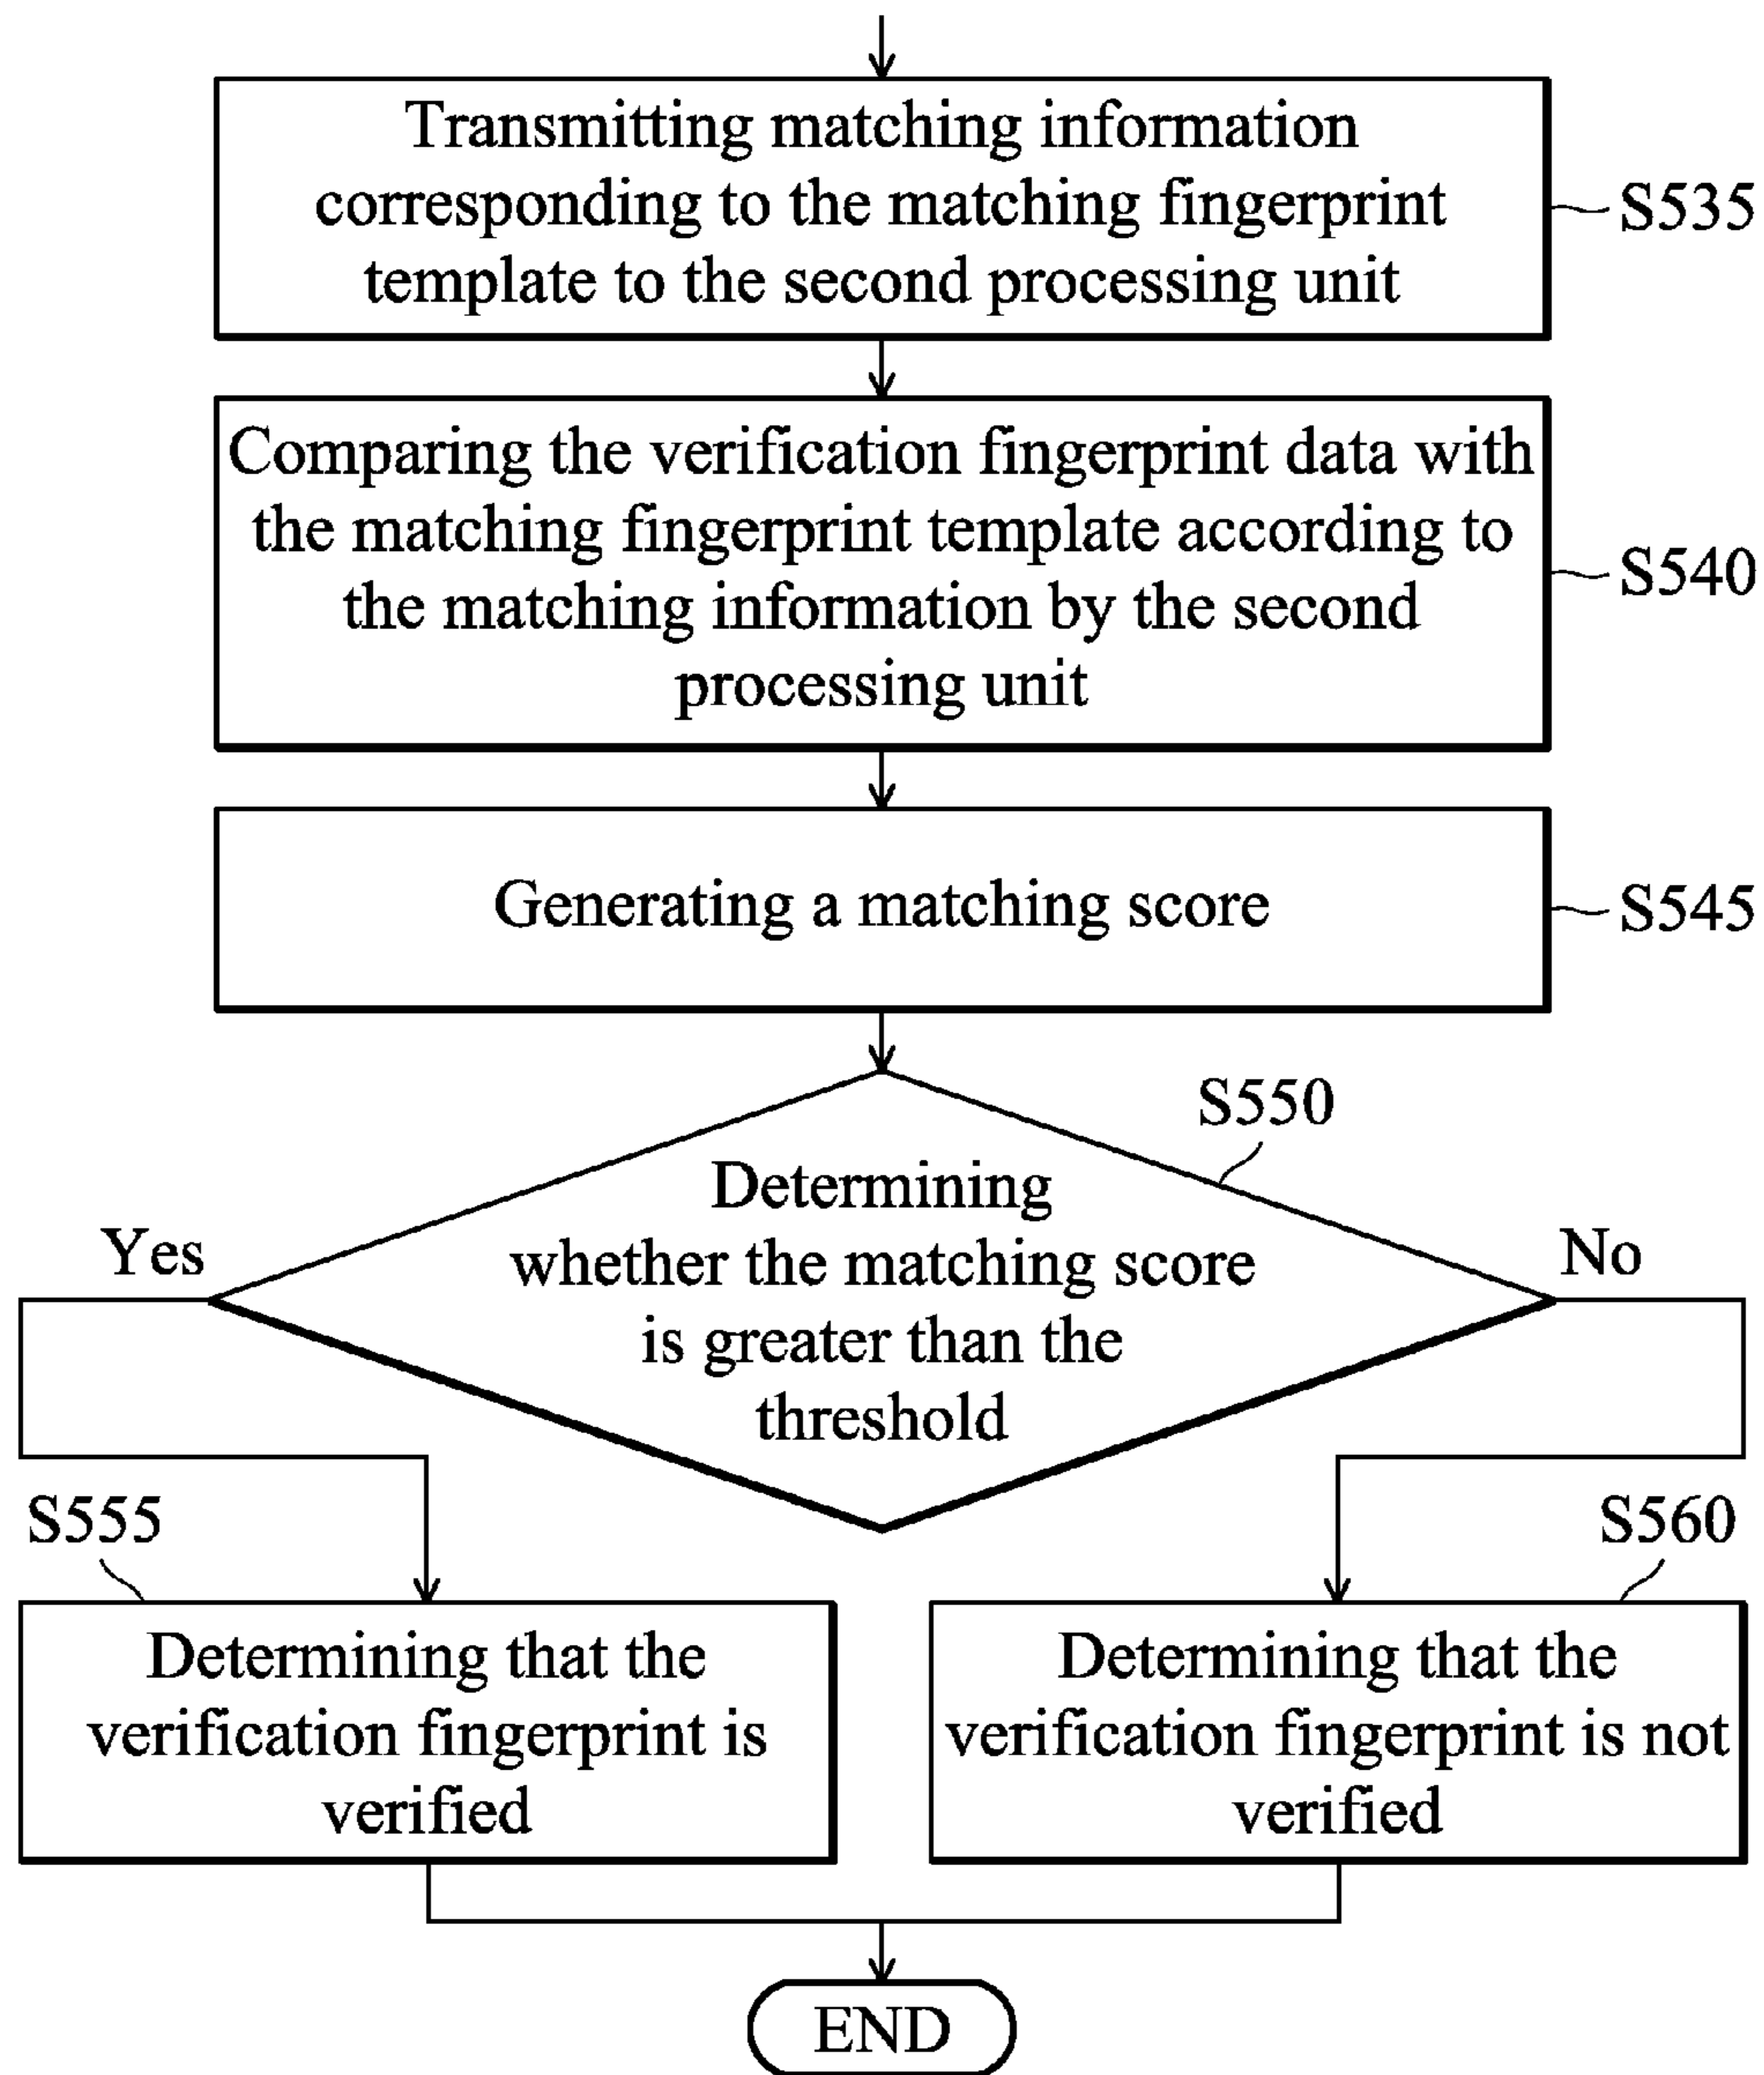 Transmitting matching information
corresponding to the matching fingerprint
template to the second processing unit
S535
Comparing the verification fingerprint data with
the matching fingerprint template according to
the matching information by the second
processing unit
S540
Generating a matching score
S545
S550
Determining
whether the matching score
is greater than the
threshold
Yes
No
S555
Determining that the
verification fingerprint is
verified
S560
Determining that the
verification fingerprint is not
verified
END